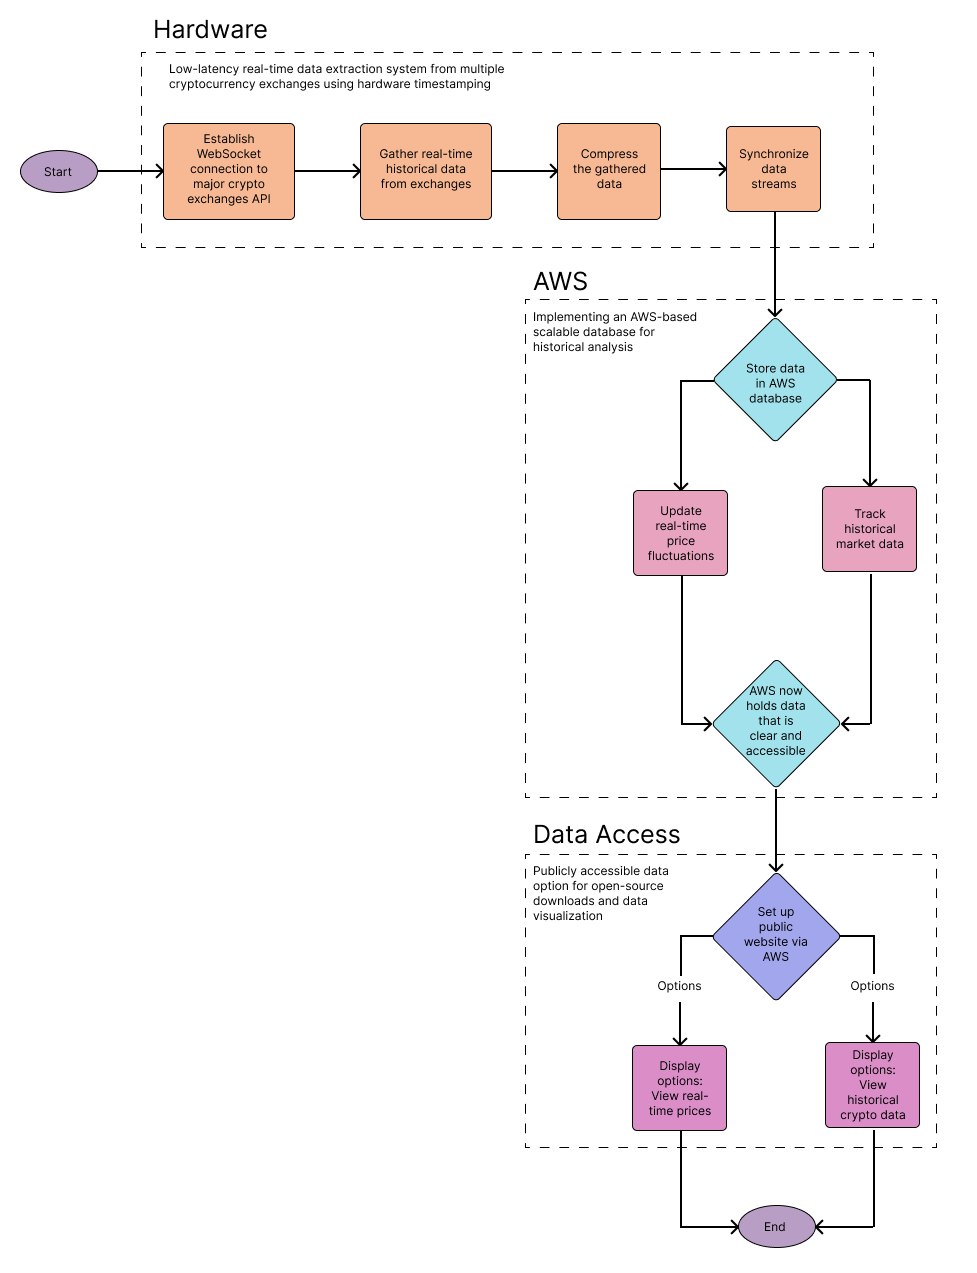 Hardware
Low-latency real-time data extraction system from multiple
cryptocurrency exchanges using hardware timestamping
Start
Establish
WebSocket
connection to
major crypto
exchanges API
Gather real-time
historical data
from exchanges
Compress
the gathered
data
Synchronize
data
streams
AWS
Implementing an AWS-based
scalable database for
historical analysis
Store data
in AWS
database
Update
real-time
price
fluctuations
Track
historical
market data
AWS now
holds data
that is
clear and
accessible
Data Access
Publicly accessible data
option for open-source
downloads and data
visualization
Set up
public
website via
AWS
Options
Options
Display
options:
View real-
time prices
Display
options:
View
historical
crypto data
End